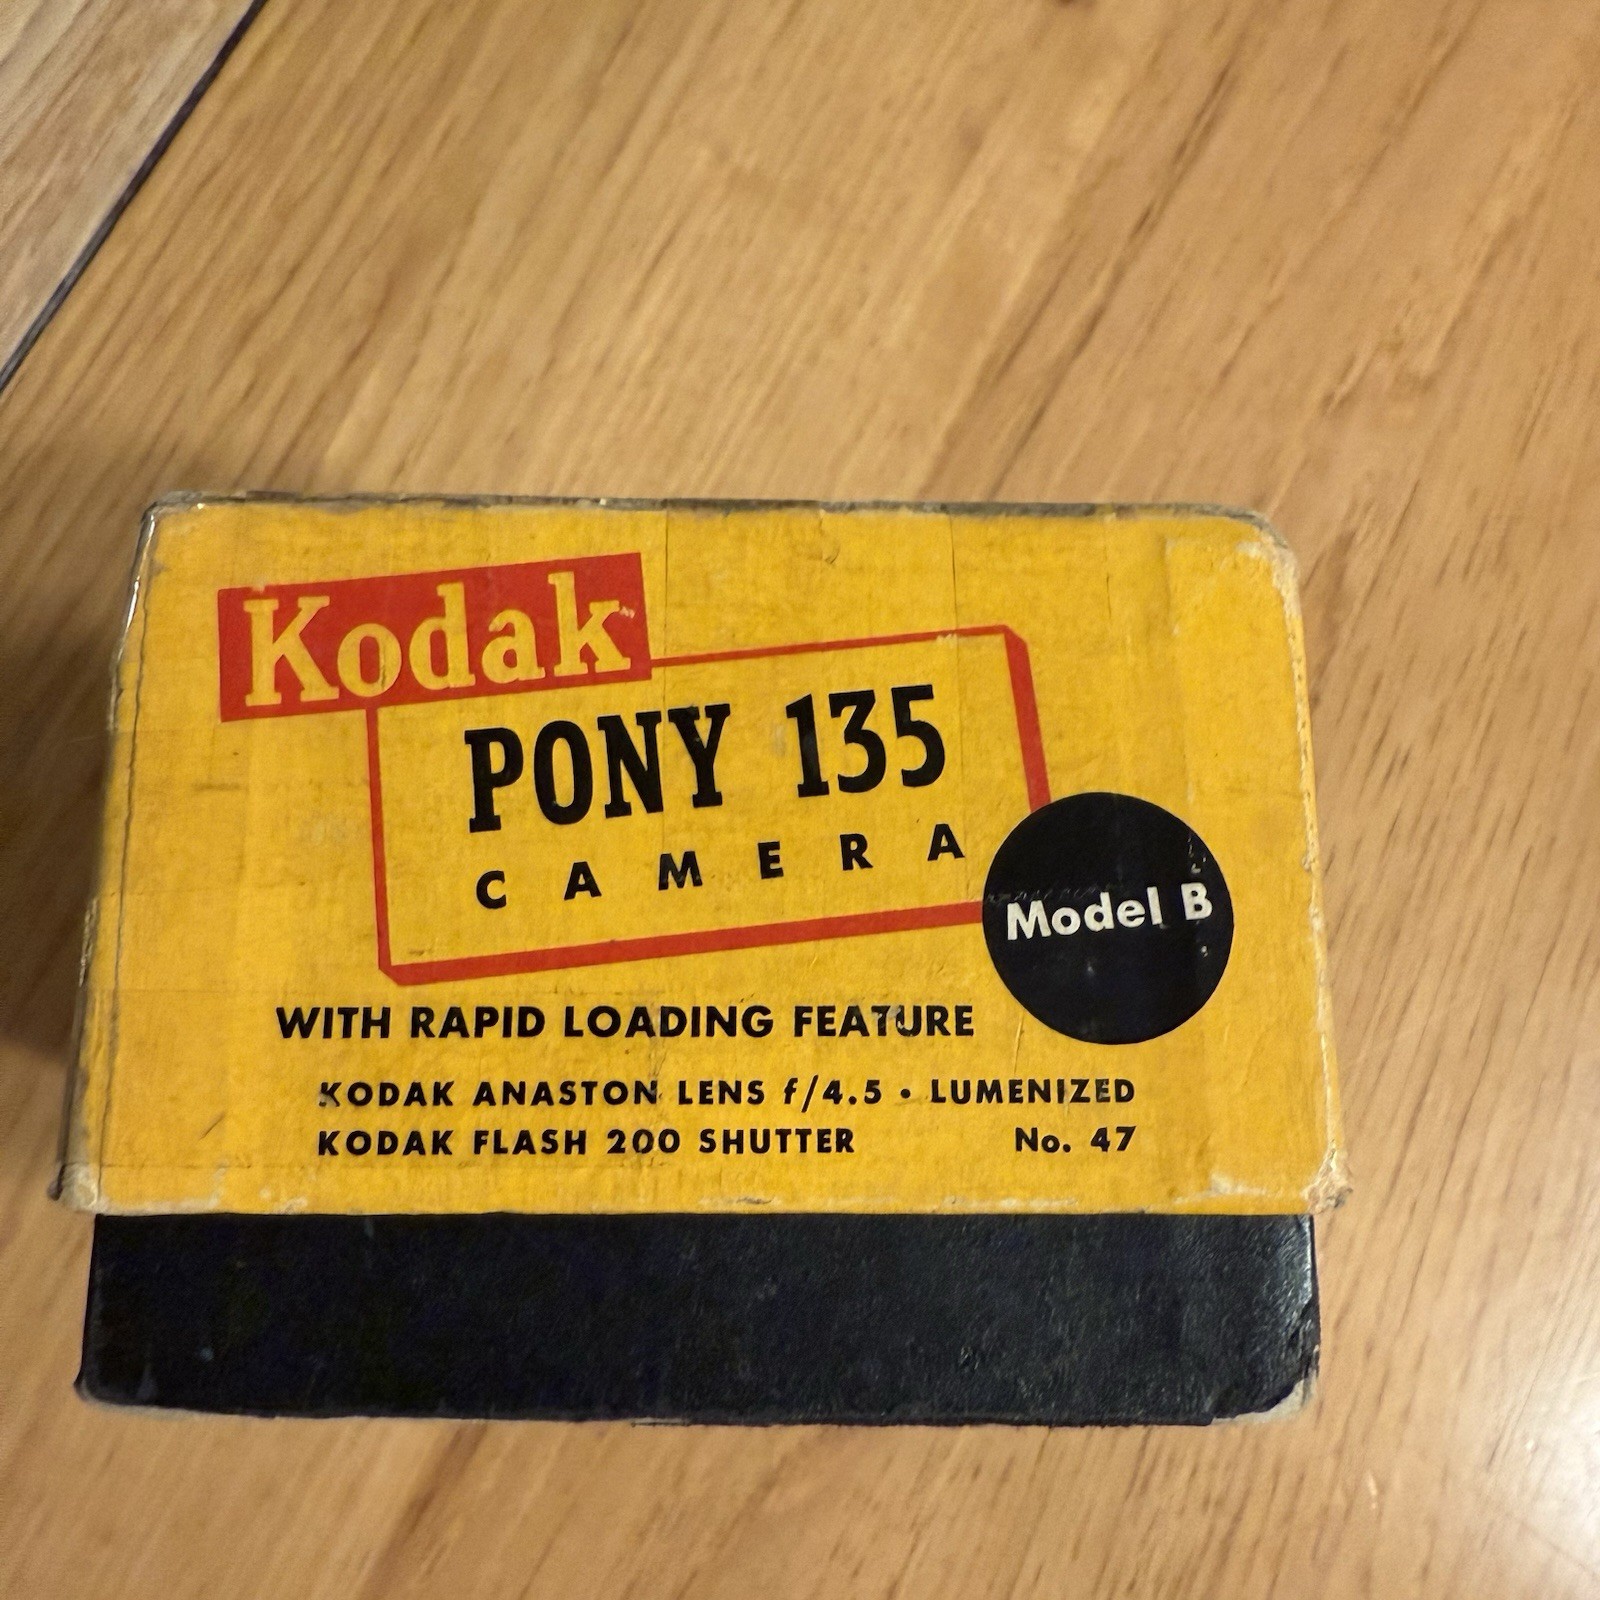 Kodak
PONY 135
CAMERA
Model B
WITH RAPID LOADING FEATURE
KODAK ANASTON LENS f/4.5 • LUMENIZED
KODAK FLASH 200 SHUTTER No. 47